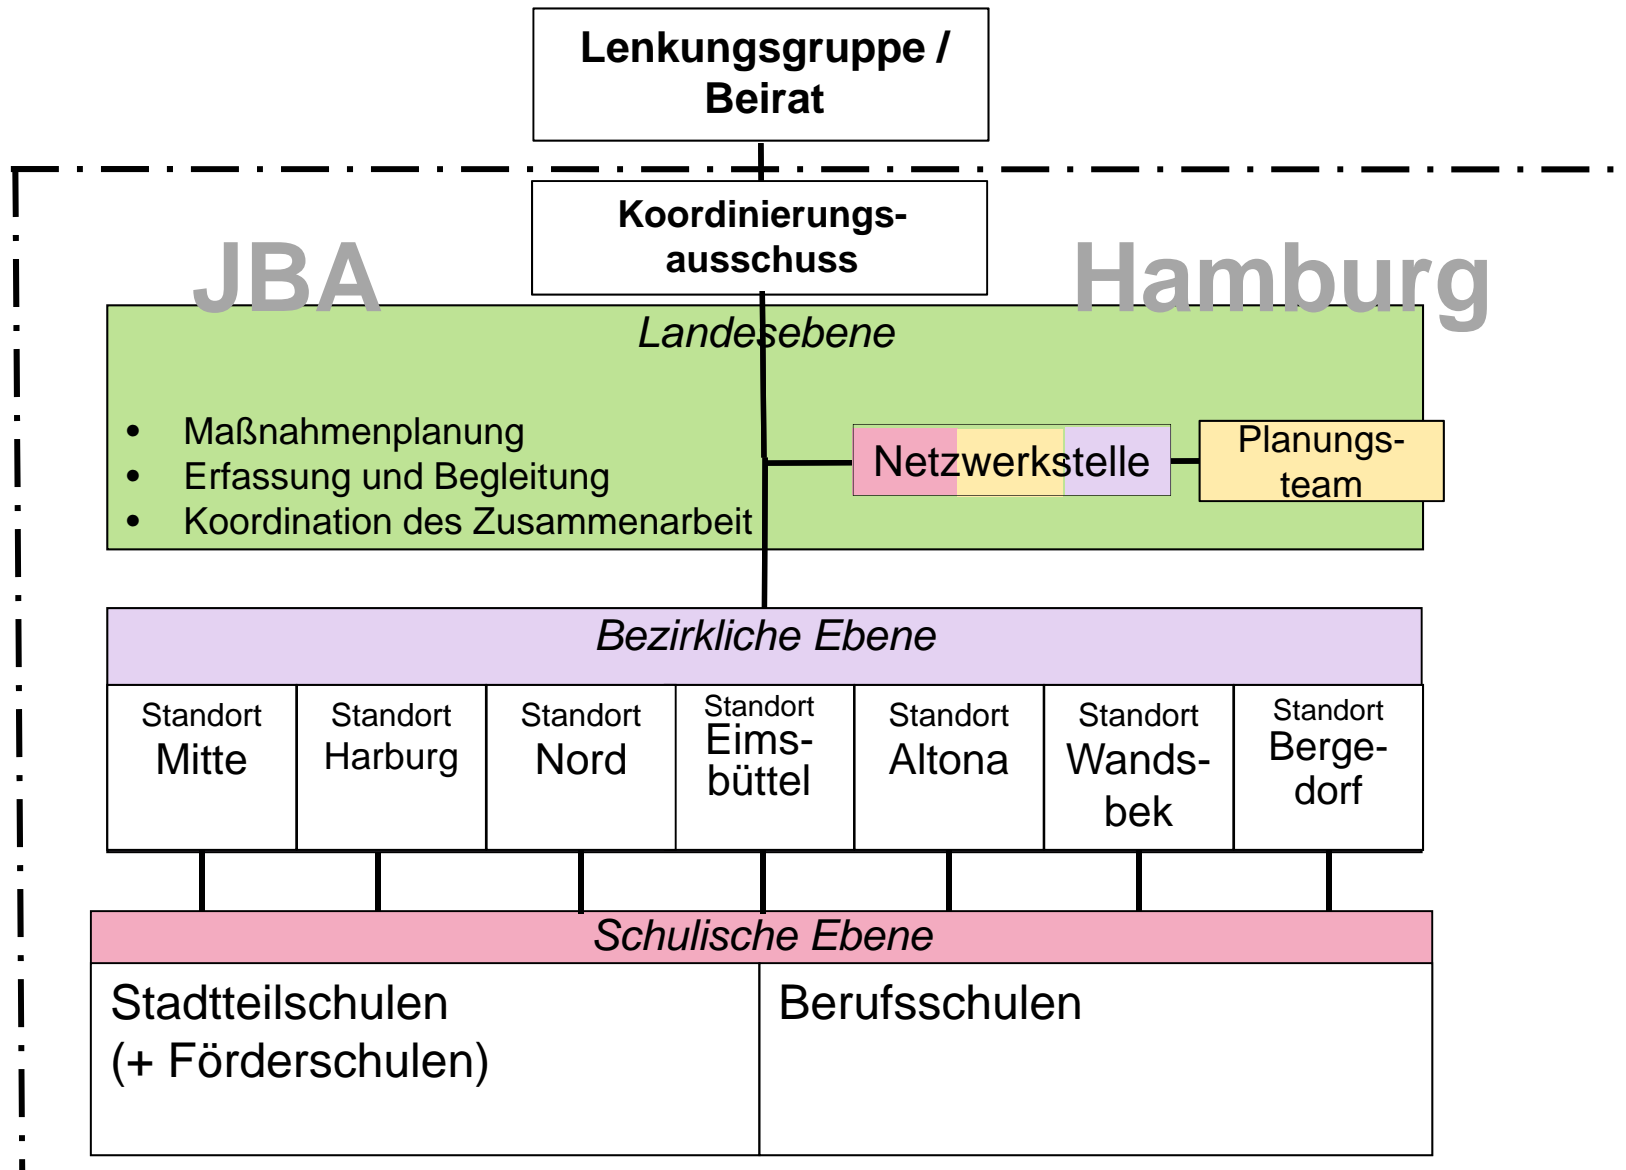 Lenkungsgruppe /
Beirat
Koordinierungs-
ausschuss
JBA
Hamburg
Landesebene
• Maßnahmenplanung
• Erfassung und Begleitung
• Koordination des Zusammenarbeit
Netzwerkstelle
Planungs-
team
Bezirkliche Ebene
Standort
Mitte
Standort
Harburg
Standort
Nord
Standort
Eims-
büttel
Standort
Altona
Standort
Wands-
bek
Standort
Berge-
dorf
Schulische Ebene
Stadtteilschulen
(+ Förderschulen)
Berufsschulen